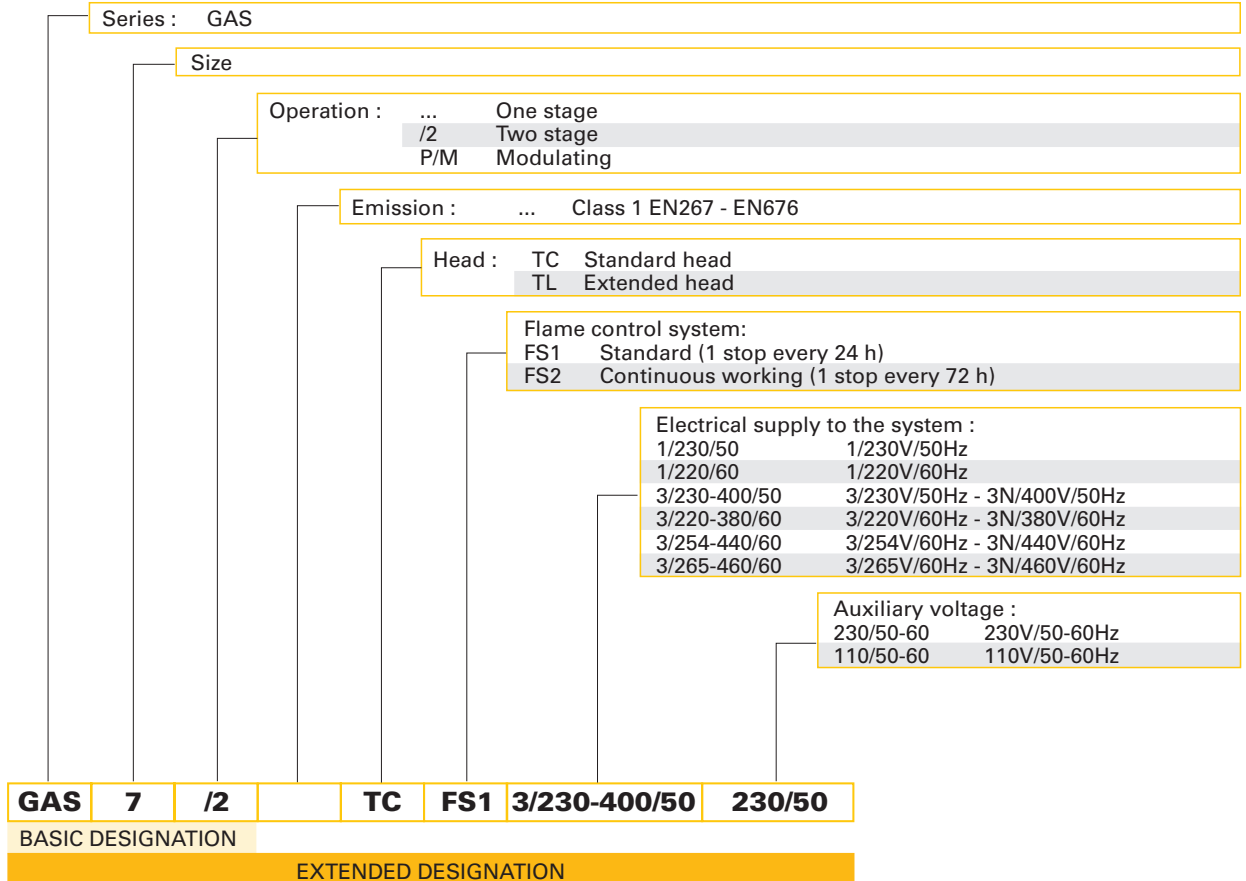 Series : GAS
Size
Operation : ... One stage
/2 Two stage
P/M Modulating
Emission : ... Class 1 EN267 - EN676
Head : TC Standard head
TL Extended head
Flame control system:
FS1 Standard (1 stop every 24 h)
FS2 Continuous working (1 stop every 72 h)
Electrical supply to the system :
1/230/50 1/230V/50Hz
1/220/60 1/220V/60Hz
3/230-400/50 3/230V/50Hz - 3N/400V/50Hz
3/220-380/60 3/220V/60Hz - 3N/380V/60Hz
3/254-440/60 3/254V/60Hz - 3N/440V/60Hz
3/265-460/60 3/265V/60Hz - 3N/460V/60Hz
Auxiliary voltage :
230/50-60 230V/50-60Hz
110/50-60 110V/50-60Hz
GAS 7 /2 TC FS1 3/230-400/50 230/50
BASIC DESIGNATION
EXTENDED DESIGNATION